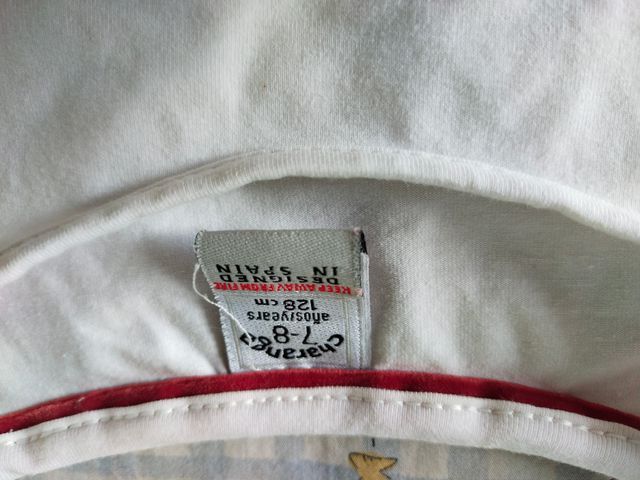 Charanga
7-8
años/years
128 cm
KEEP AWAY FROM FIRE
DESIGNED
IN SPAIN